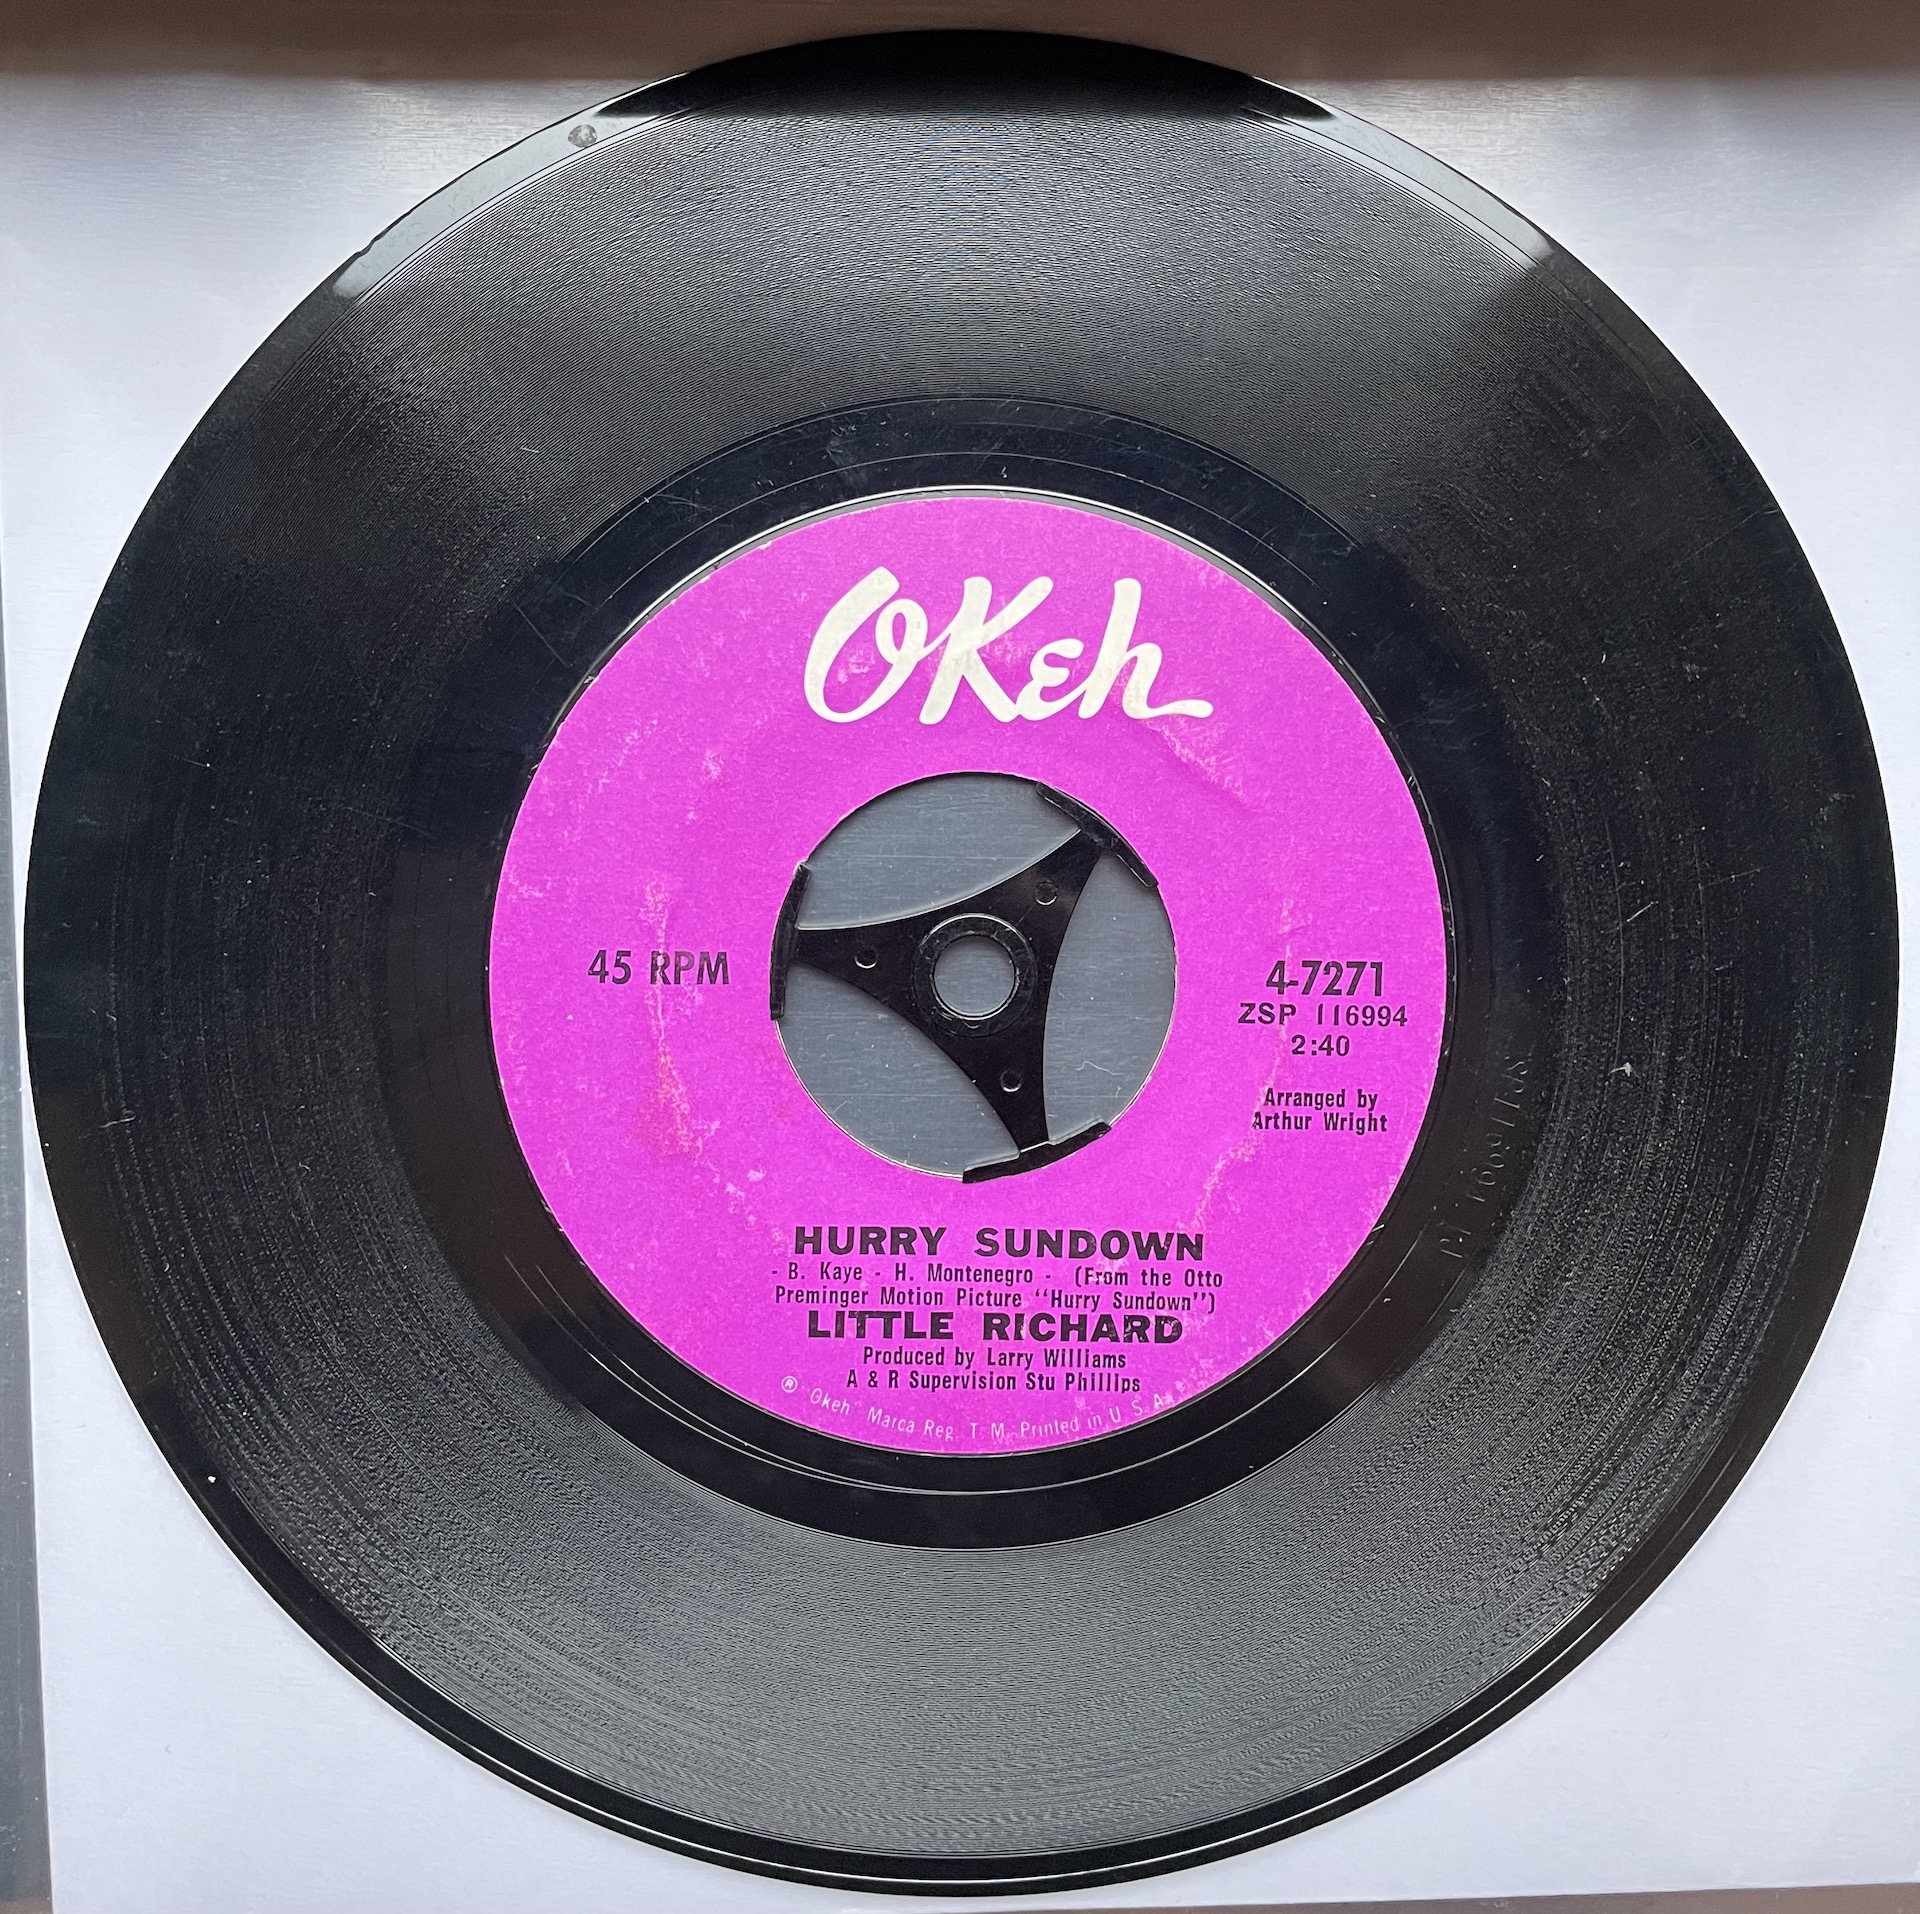 OKeh
45 RPM
4-7271
ZSP 116994
2:40
Arranged by
Arthur Wright
HURRY SUNDOWN
- B. Kaye - H. Montenegro - (From the Otto
Preminger Motion Picture "Hurry Sundown")
LITTLE RICHARD
Produced by Larry Williams
A & R Supervision Stu Phillips
® "Okeh" Marca Reg. T. M. Printed in U. S. A.